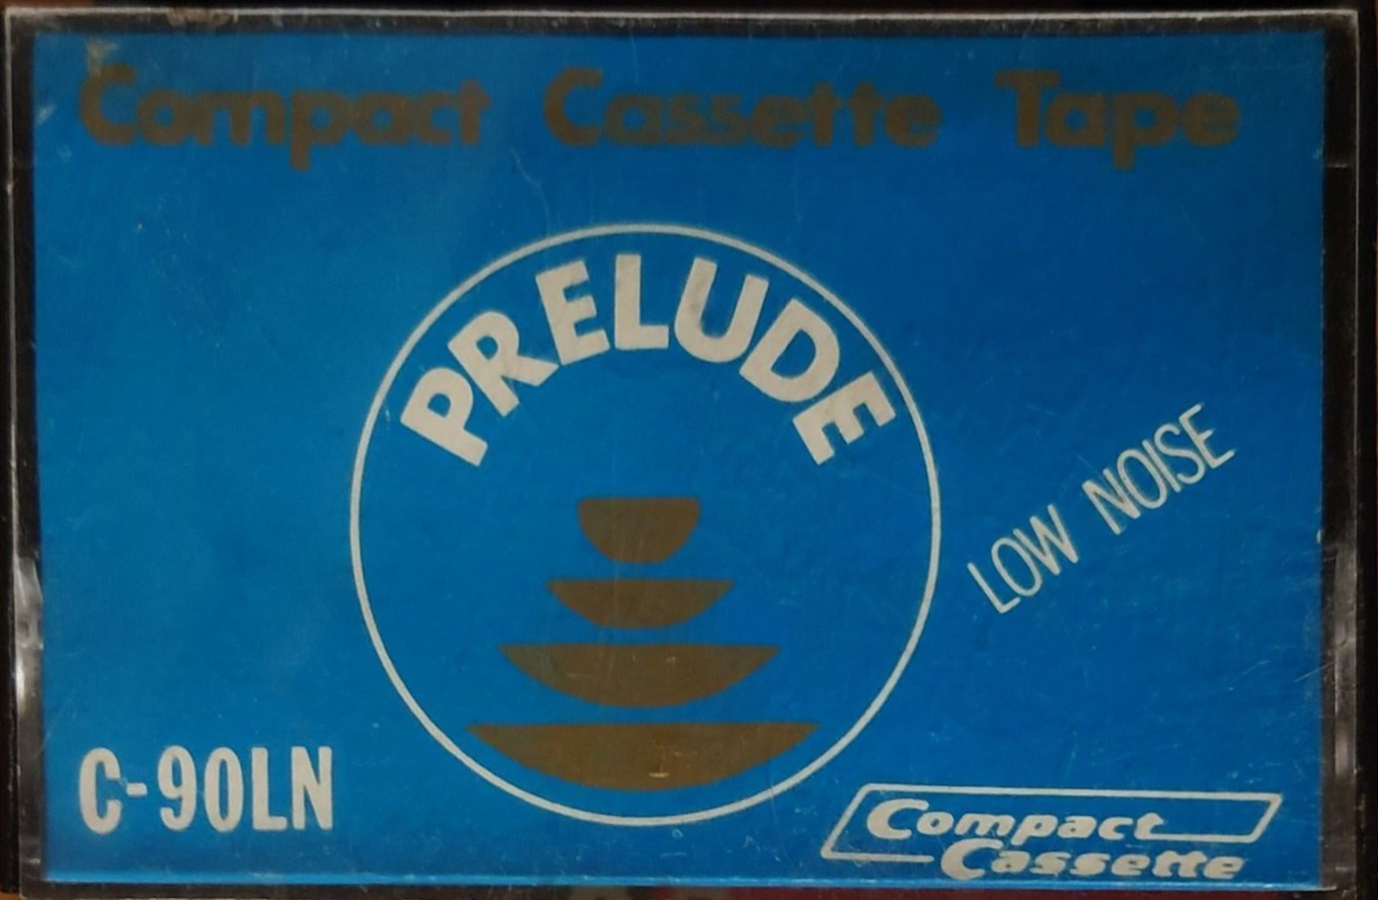 Compact Cassette Tape
PRELUDE
LOW NOISE
C-90LN
Compact
Cassette